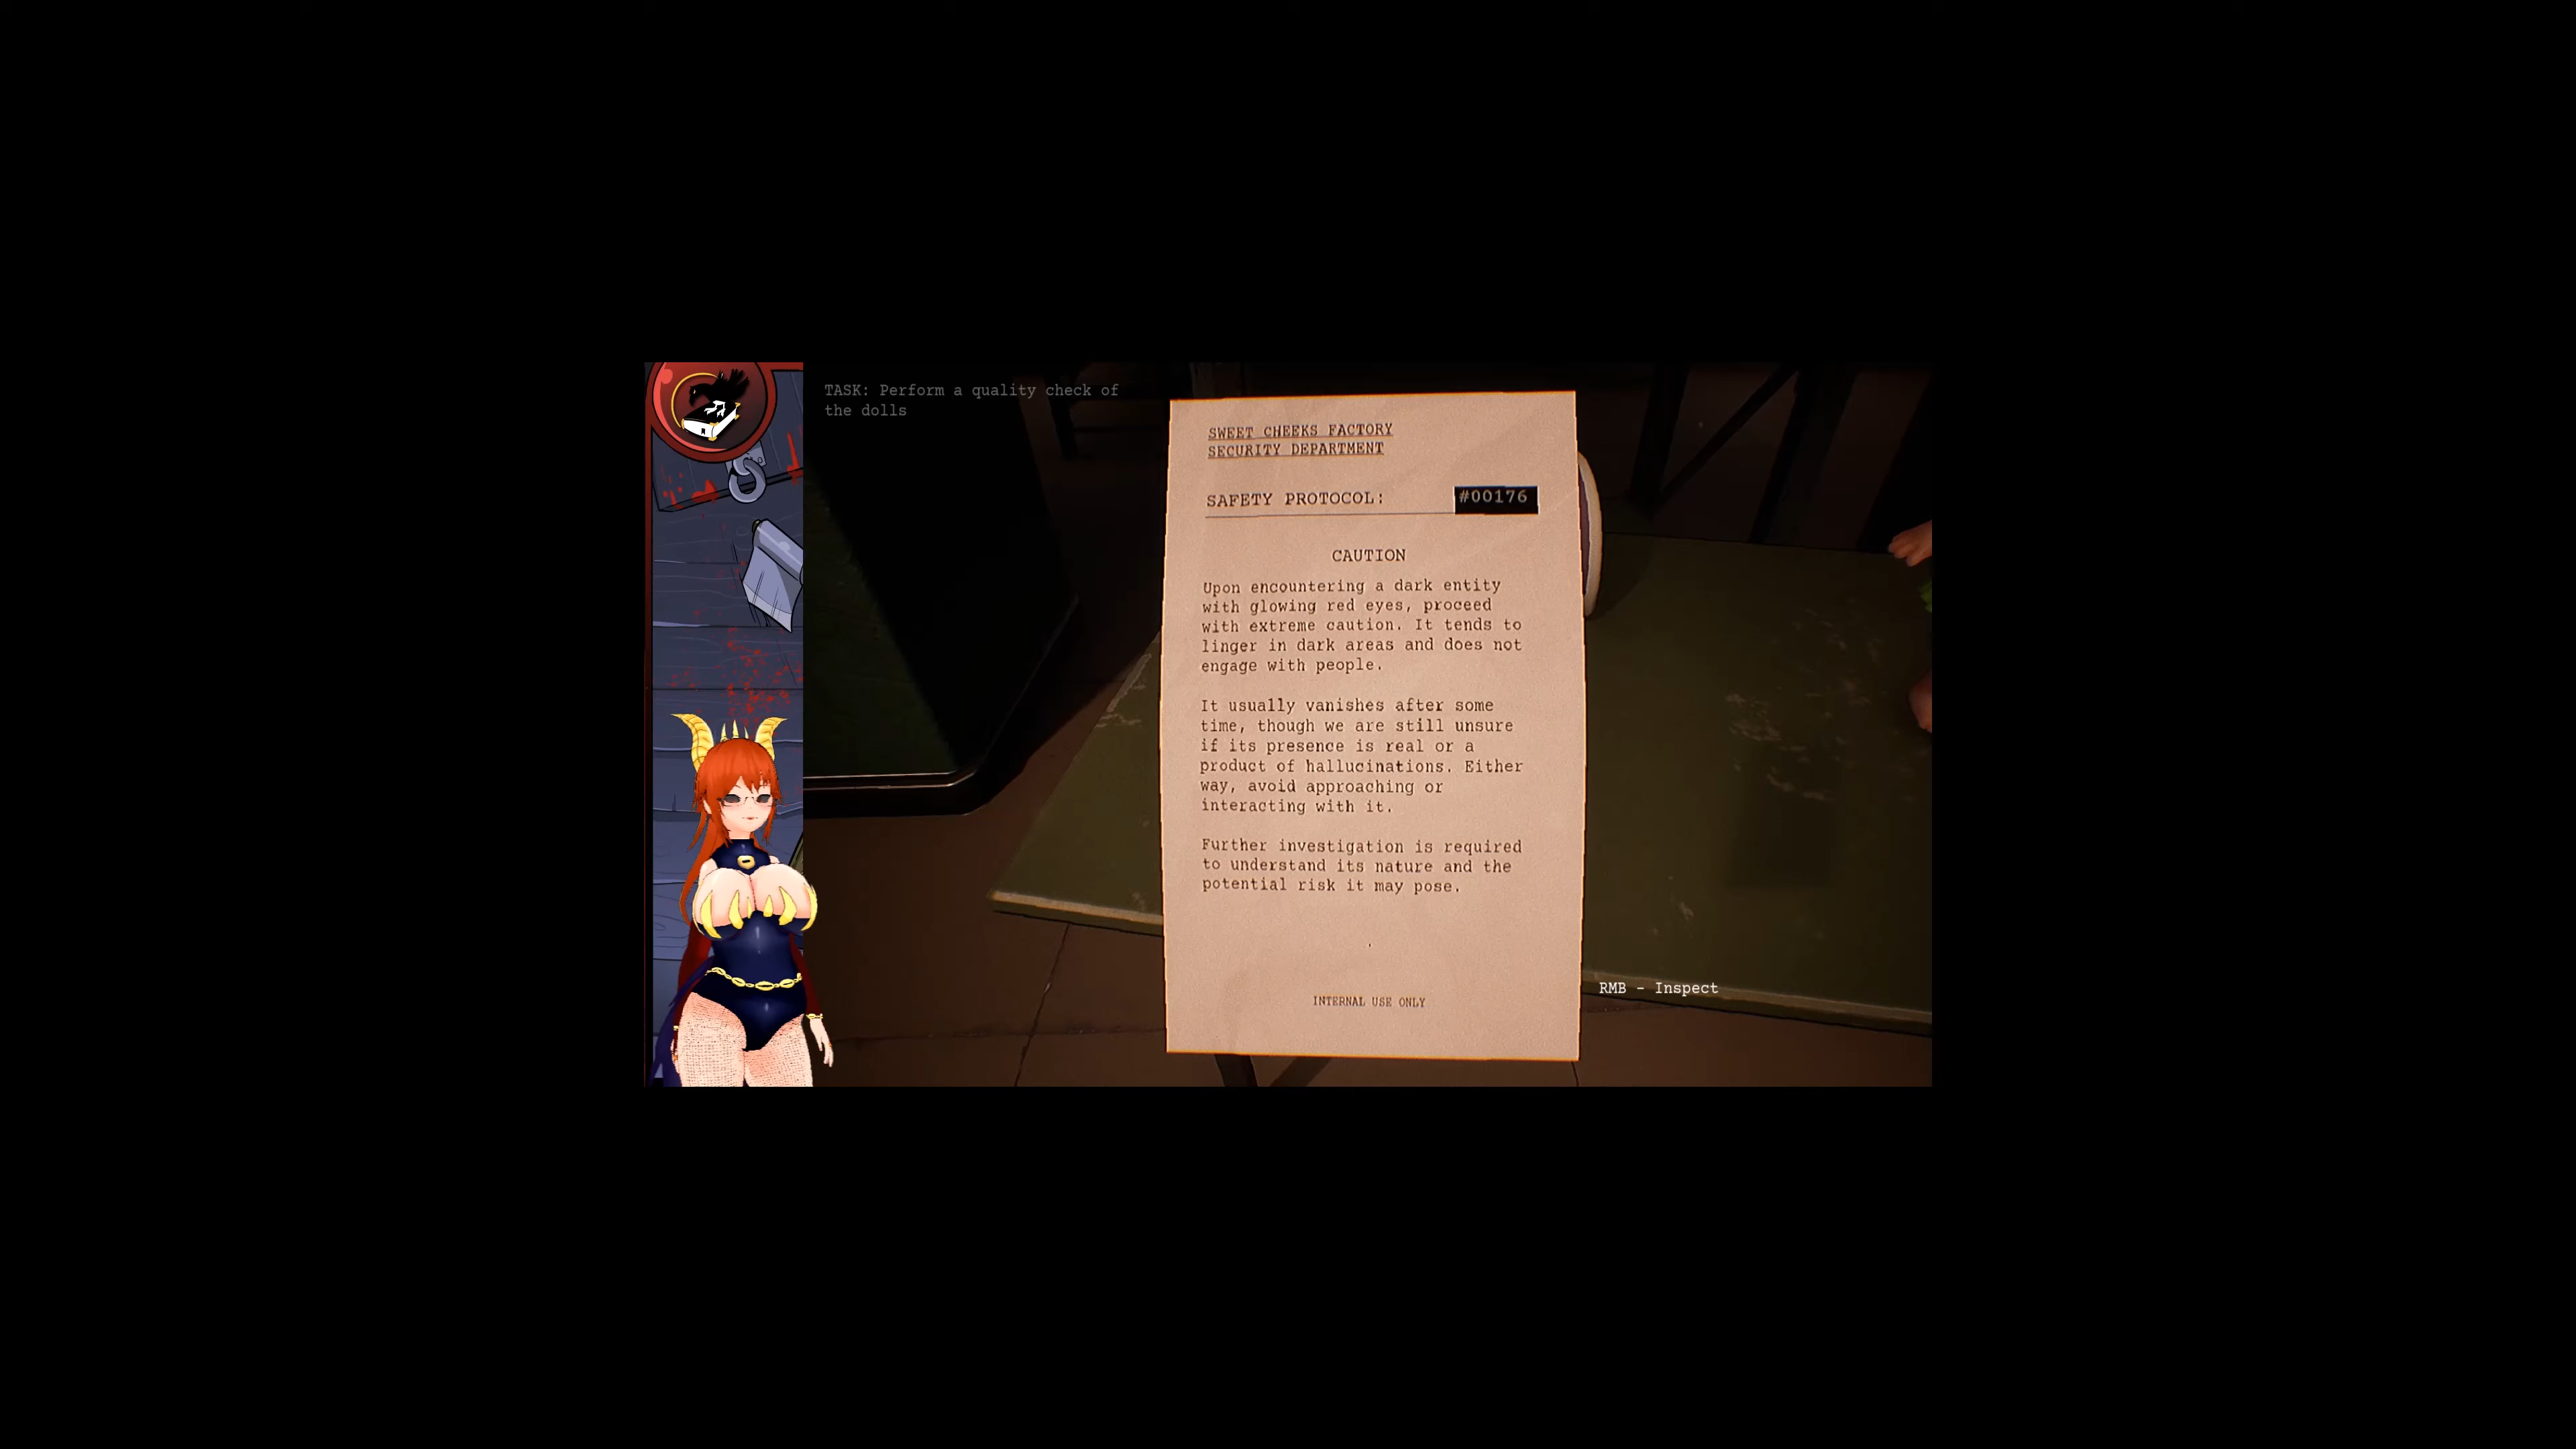 TASK: Perform a quality check of
the dolls
SWEET CHEEKS FACTORY
SECURITY DEPARTMENT
SAFETY PROTOCOL: #00176
CAUTION
Upon encountering a dark entity
with glowing red eyes, proceed
with extreme caution. It tends to
linger in dark areas and does not
engage with people.
It usually vanishes after some
time, though we are still unsure
if its presence is real or a
product of hallucinations. Either
way, avoid approaching or
interacting with it.
Further investigation is required
to understand its nature and the
potential risk it may pose.
INTERNAL USE ONLY
RMB - Inspect